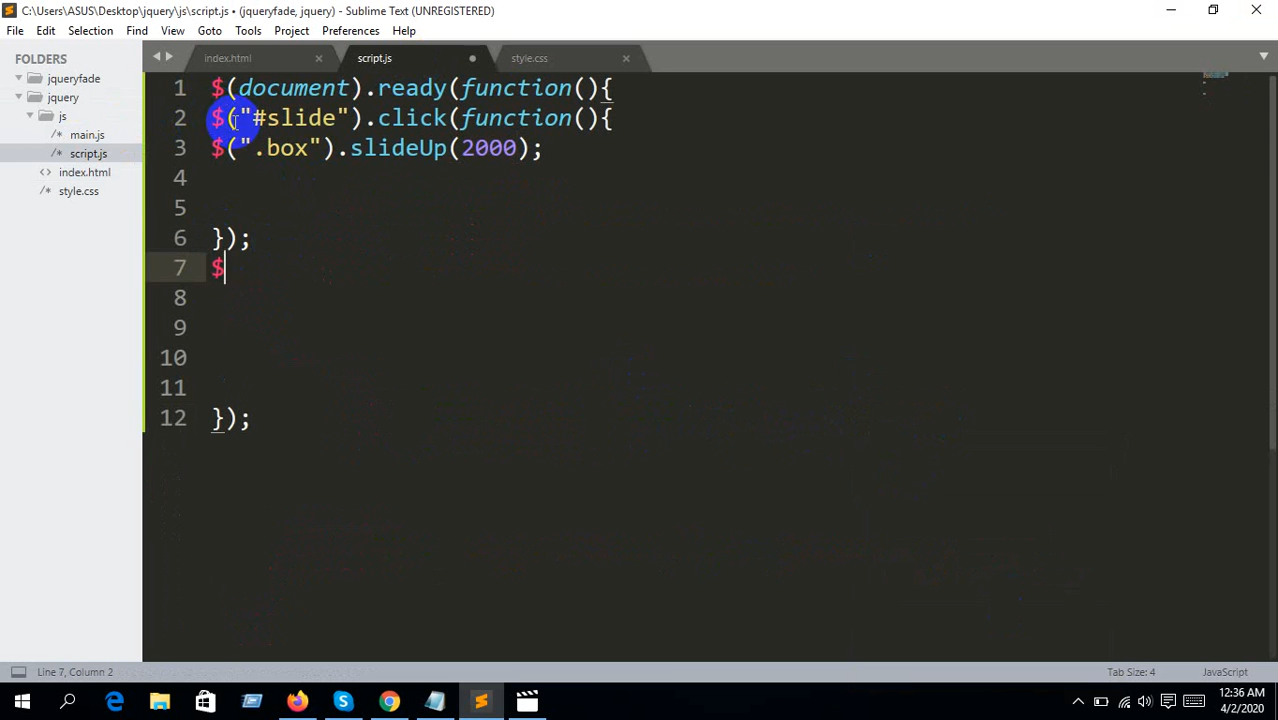 C:\Users\ASUS\Desktop\jquery\js\script.js • (jqueryfade, jquery) - Sublime Text (UNREGISTERED)
File Edit Selection Find View Goto Tools Project Preferences Help
FOLDERS
jqueryfade
jquery
js
/* main.js
/* script.js
<> index.html
/* style.css
index.html × script.js style.css ×
1 $(document).ready(function(){
2 $("#slide").click(function(){
3 $(".box").slideUp(2000);
4
5
6 });
7 $
8
9
10
11
12 });
Line 7, Column 2 Tab Size: 4 JavaScript
12:36 AM
4/2/2020